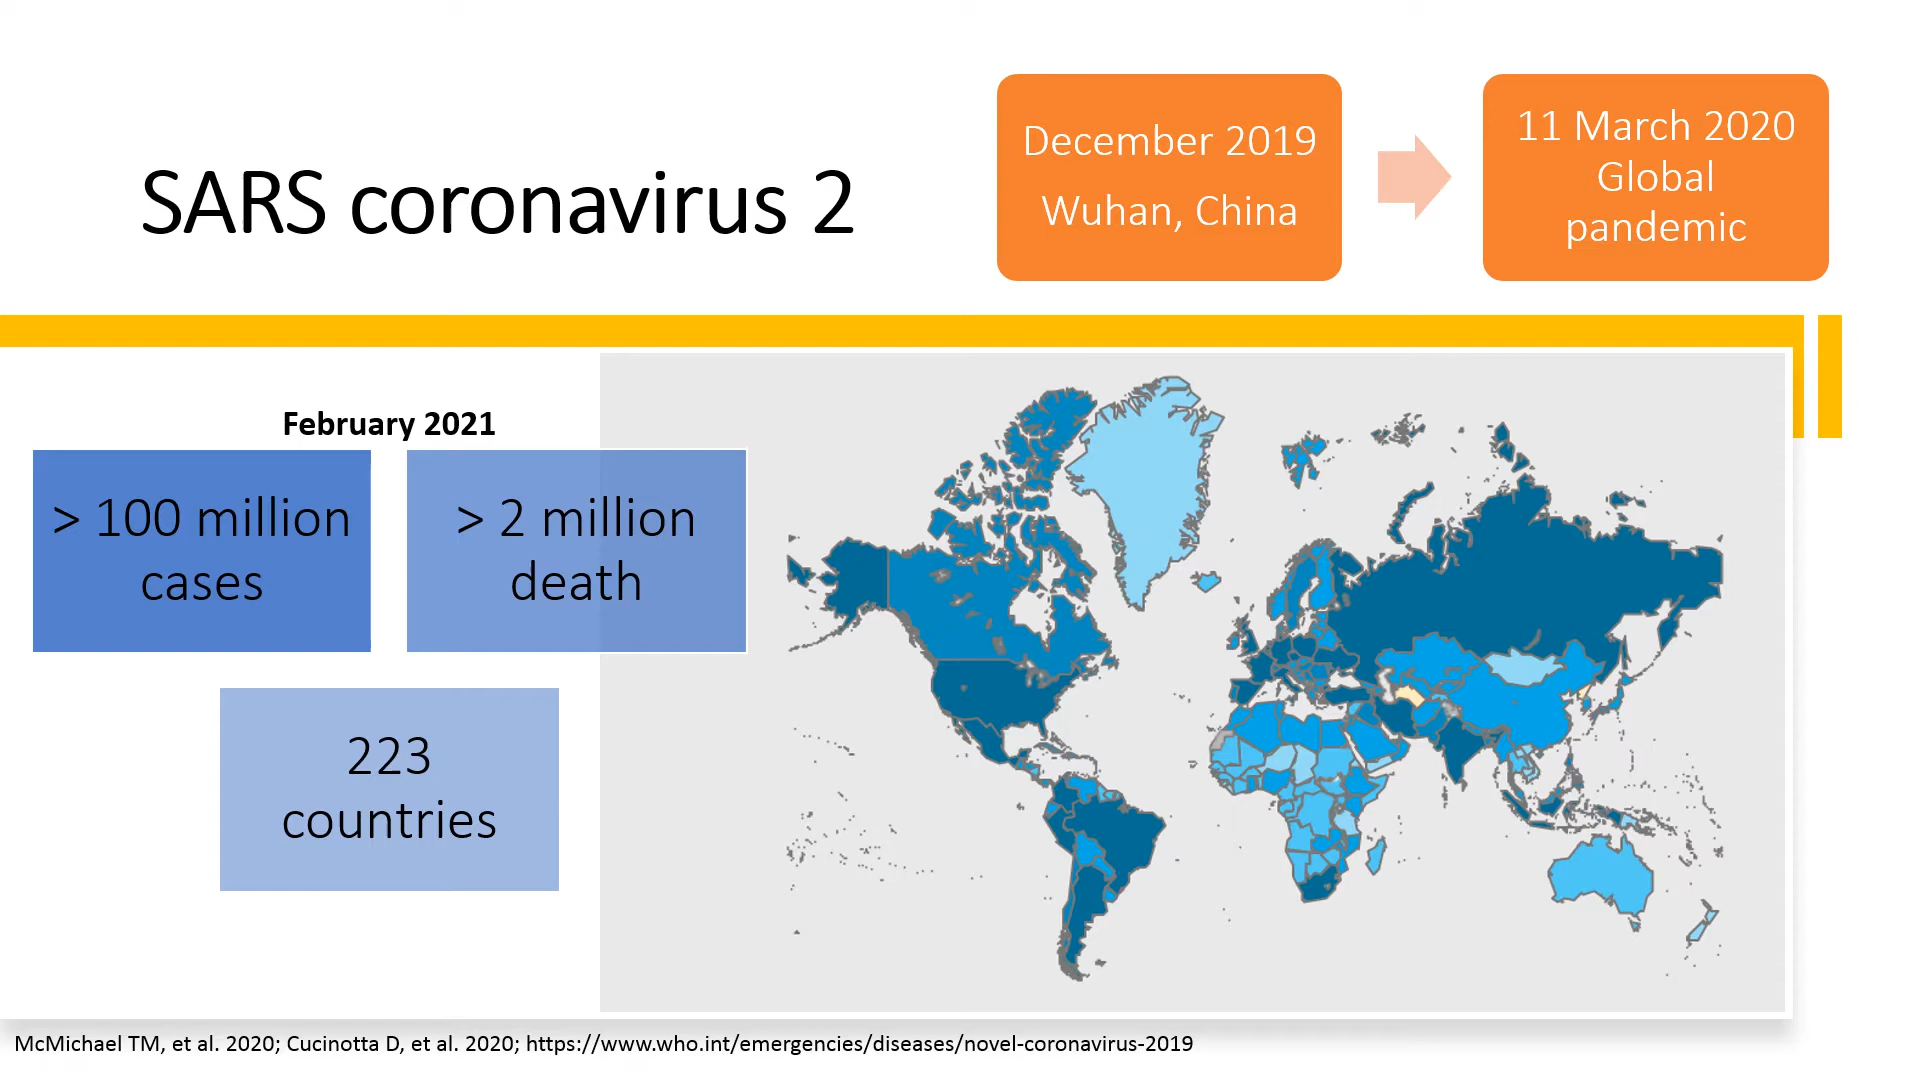 SARS coronavirus 2
December 2019
Wuhan, China
11 March 2020
Global
pandemic
February 2021
> 100 million
cases
> 2 million
death
223
countries
McMichael TM, et al. 2020; Cucinotta D, et al. 2020; https://www.who.int/emergencies/diseases/novel-coronavirus-2019